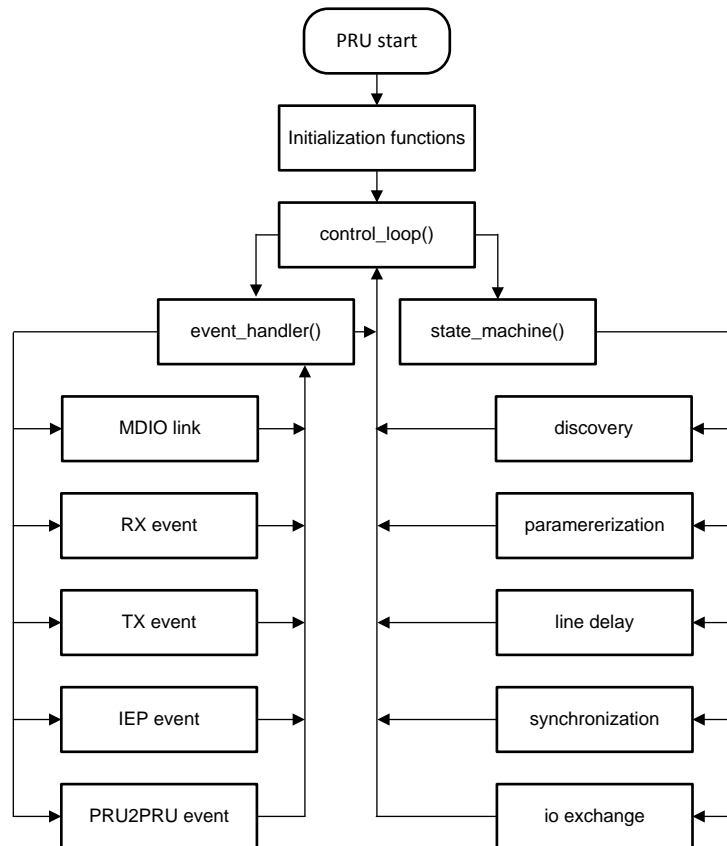 PRU start
Initialization functions
control_loop()
event_handler()
state_machine()
MDIO link
discovery
RX event
paramererization
TX event
line delay
IEP event
synchronization
PRU2PRU event
io exchange